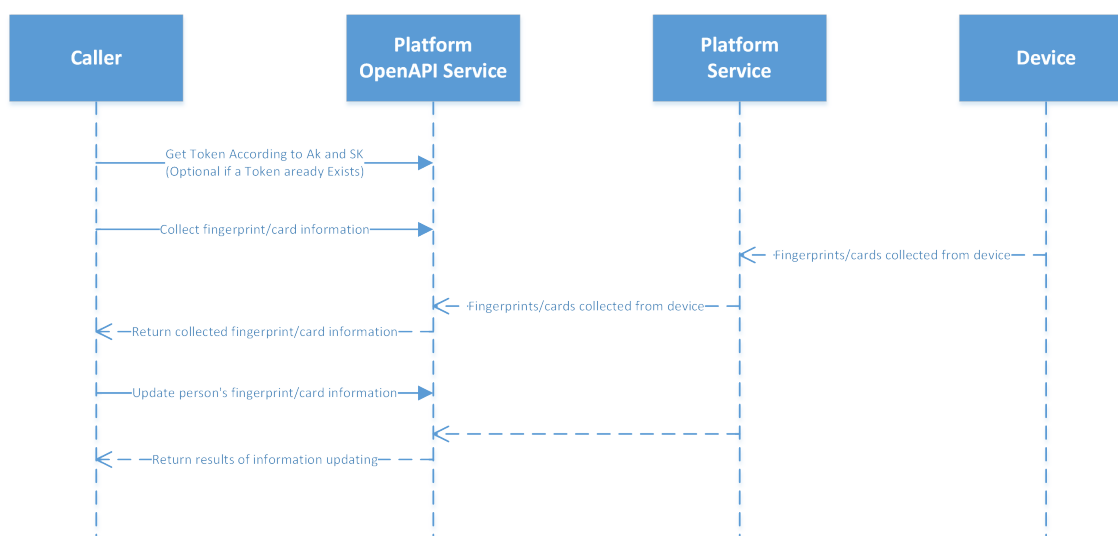 Caller
Platform
OpenAPI Service
Platform
Service
Device
Get Token According to Ak and SK
(Optional if a Token aready Exists)
Collect fingerprint/card information
Fingerprints/cards collected from device
Fingerprints/cards collected from device
Return collected fingerprint/card information
Update person's fingerprint/card information
Return results of information updating